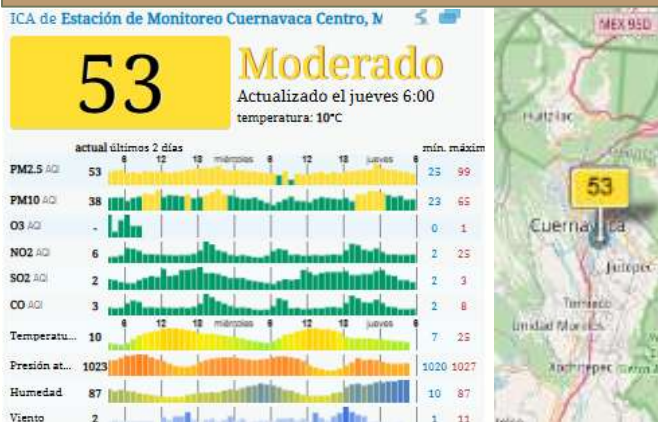 ICA de Estación de Monitoreo Cuernavaca Centro, M
53
Moderado
Actualizado el jueves 6:00
temperatura: 10°C
actual últimos 2 días mín. máxim
6 12 18 miércoles 6 12 18 jueves 6
PM2.5 AQI 53 23 99
PM10 AQI 38 23 65
O3 AQI - 0 1
NO2 AQI 6 2 25
SO2 AQI 2 2 3
CO AQI 3 2 8
6 12 18 miércoles 6 12 18 jueves 6
Temperatu... 10 7 25
Presión at... 1023 1020 1027
Humedad 87 10 87
Viento 2 1 11
MEX 95D
Huitzilac
53
Cuernavaca
Jiutepec
Temixco
Unidad Morelos
Xochitepec